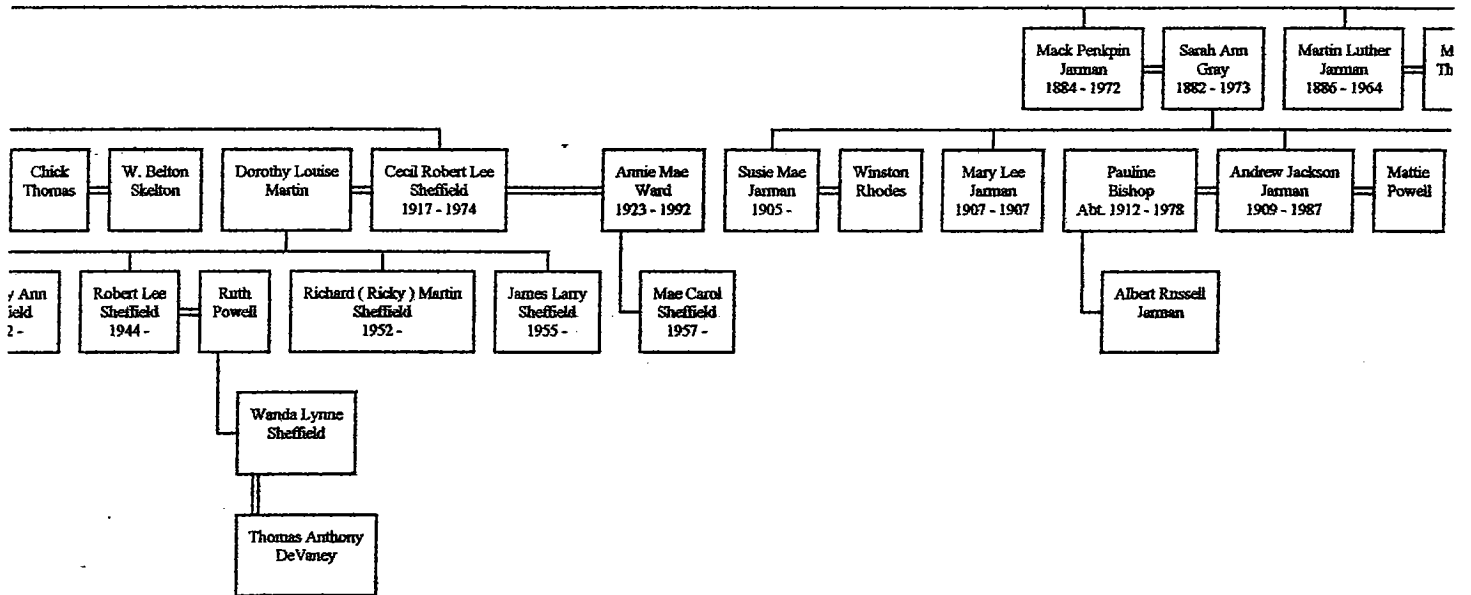 Mack Penkpin
Jarman
1884 - 1972
Sarah Ann
Gray
1882 - 1973
Martin Luther
Jarman
1886 - 1964
M
Th
Chick
Thomas
W. Belton
Skelton
Dorothy Louise
Martin
Cecil Robert Lee
Sheffield
1917 - 1974
Annie Mae
Ward
1923 - 1992
Susie Mae
Jarman
1905 -
Winston
Rhodes
Mary Lee
Jarman
1907 - 1907
Pauline
Bishop
Abt. 1912 - 1978
Andrew Jackson
Jarman
1909 - 1987
Mattie
Powell
y Ann
ield
2 -
Robert Lee
Sheffield
1944 -
Ruth
Powell
Richard ( Ricky ) Martin
Sheffield
1952 -
James Larry
Sheffield
1955 -
Mae Carol
Sheffield
1957 -
Albert Russell
Jarman
Wanda Lynne
Sheffield
Thomas Anthony
DeVaney